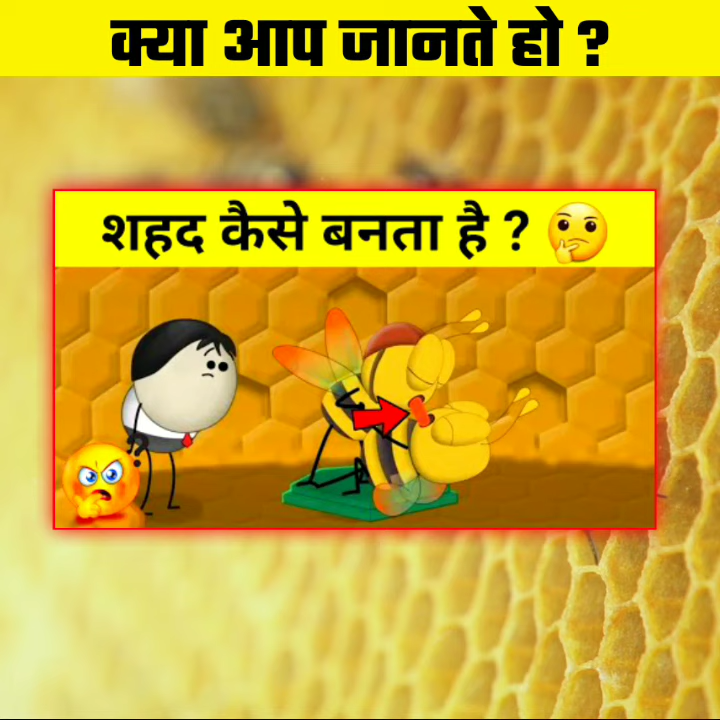 क्या आप जानते हो ?
शहद कैसे बनता है ?